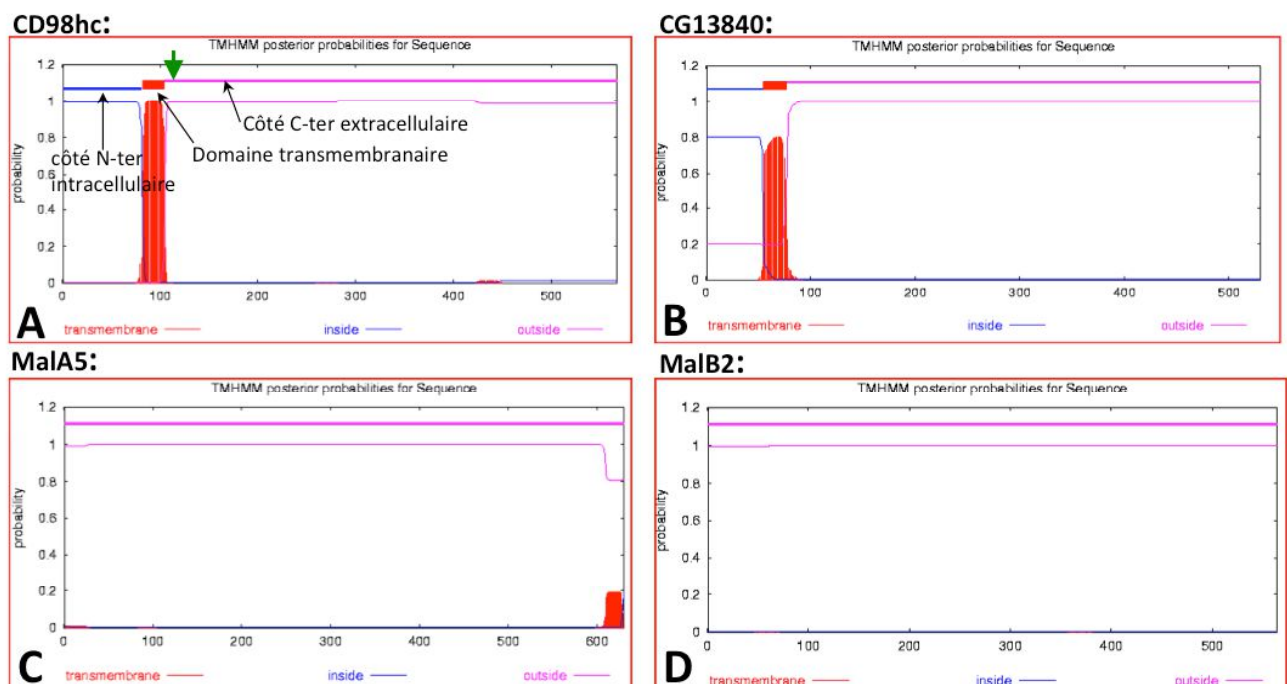 CD98hc:
TMHMM posterior probabilities for Sequence
1.2
1
0.8
0.6
0.4
0.2
0
probability
Côté C-ter extracellulaire
Domaine transmembranaire
côté N-ter
intracellulaire
0 100 200 300 400 500
A
transmembrane inside outside
CG13840:
TMHMM posterior probabilities for Sequence
1.2
1
0.8
0.6
0.4
0.2
0
probability
0 100 200 300 400 500
B
transmembrane inside outside
MalA5:
TMHMM posterior probabilities for Sequence
1.2
1
0.8
0.6
0.4
0.2
0
probability
0 100 200 300 400 500 600
C
transmembrane inside outside
MalB2:
TMHMM posterior probabilities for Sequence
1.2
1
0.8
0.6
0.4
0.2
0
probability
0 100 200 300 400 500
D
transmembrane inside outside